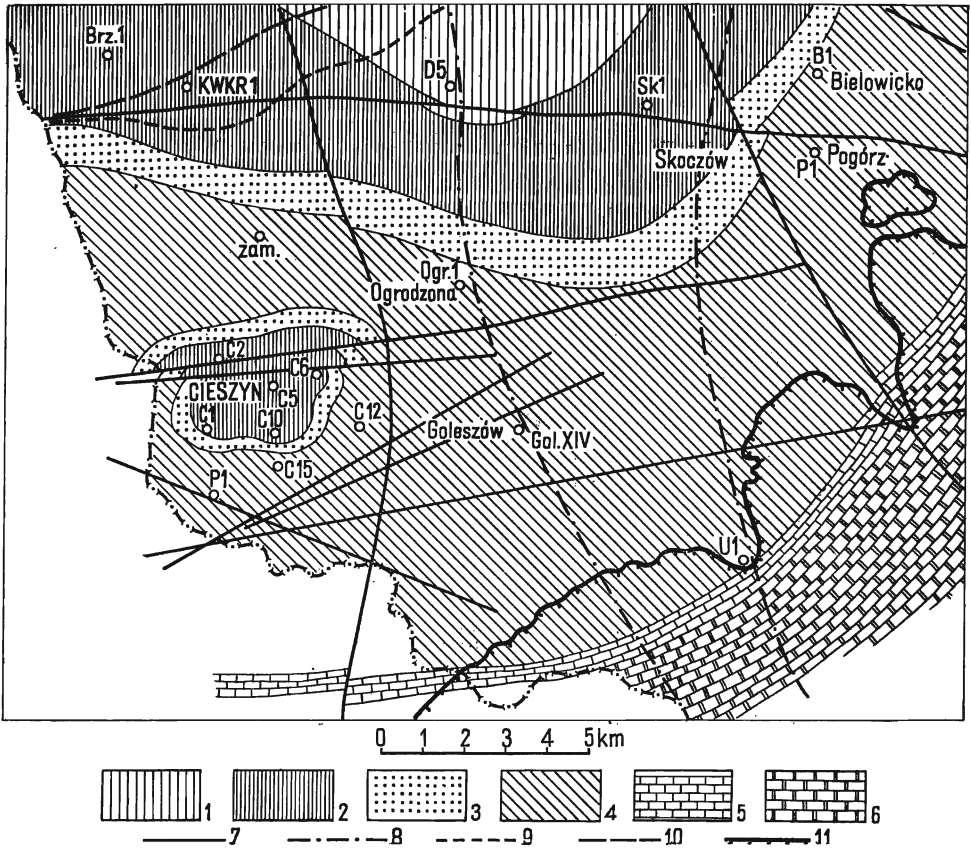 Brz.1
KWKR1
D5
Sk1
B1
Bielowicko
Skoczów
P1
Pogórz.
zam.
Ogr.1
Ogrodzona
C2
C6
CIESZYN
C5
C1
C10
C12
Goleszów
Gol.XIV
C15
P1
U1
0 1 2 3 4 5km
1 2 3 4 5 6
7 8 9 10 11